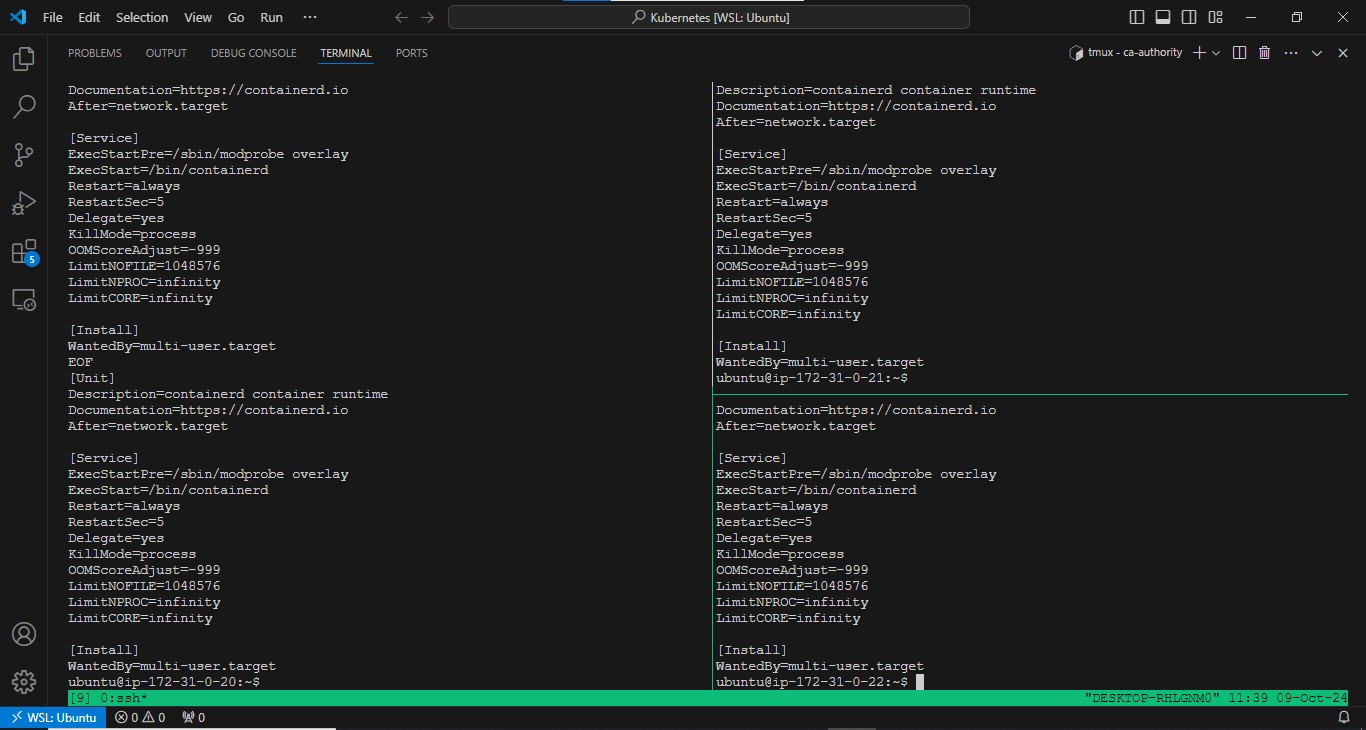 File Edit Selection View Go Run ···
Kubernetes [WSL: Ubuntu]
PROBLEMS OUTPUT DEBUG CONSOLE TERMINAL PORTS
tmux - ca-authority
5
Documentation=https://containerd.io
After=network.target
[Service]
ExecStartPre=/sbin/modprobe overlay
ExecStart=/bin/containerd
Restart=always
RestartSec=5
Delegate=yes
KillMode=process
OOMScoreAdjust=-999
LimitNOFILE=1048576
LimitNPROC=infinity
LimitCORE=infinity
[Install]
WantedBy=multi-user.target
EOF
[Unit]
Description=containerd container runtime
Documentation=https://containerd.io
After=network.target
[Service]
ExecStartPre=/sbin/modprobe overlay
ExecStart=/bin/containerd
Restart=always
RestartSec=5
Delegate=yes
KillMode=process
OOMScoreAdjust=-999
LimitNOFILE=1048576
LimitNPROC=infinity
LimitCORE=infinity
[Install]
WantedBy=multi-user.target
ubuntu@ip-172-31-0-20:~$
Description=containerd container runtime
Documentation=https://containerd.io
After=network.target
[Service]
ExecStartPre=/sbin/modprobe overlay
ExecStart=/bin/containerd
Restart=always
RestartSec=5
Delegate=yes
KillMode=process
OOMScoreAdjust=-999
LimitNOFILE=1048576
LimitNPROC=infinity
LimitCORE=infinity
[Install]
WantedBy=multi-user.target
ubuntu@ip-172-31-0-21:~$
Documentation=https://containerd.io
After=network.target
[Service]
ExecStartPre=/sbin/modprobe overlay
ExecStart=/bin/containerd
Restart=always
RestartSec=5
Delegate=yes
KillMode=process
OOMScoreAdjust=-999
LimitNOFILE=1048576
LimitNPROC=infinity
LimitCORE=infinity
[Install]
WantedBy=multi-user.target
ubuntu@ip-172-31-0-22:~$
[9] 0:ssh* "DESKTOP-RHLGNM0" 11:39 09-Oct-24
WSL: Ubuntu 0 0 0